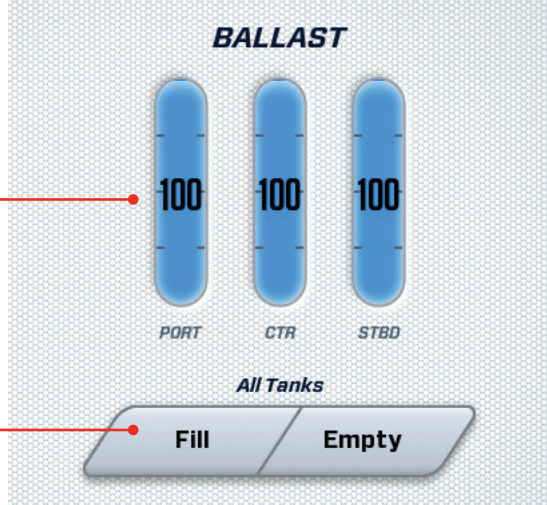 BALLAST
100 100 100
PORT CTR STBD
All Tanks
Fill Empty